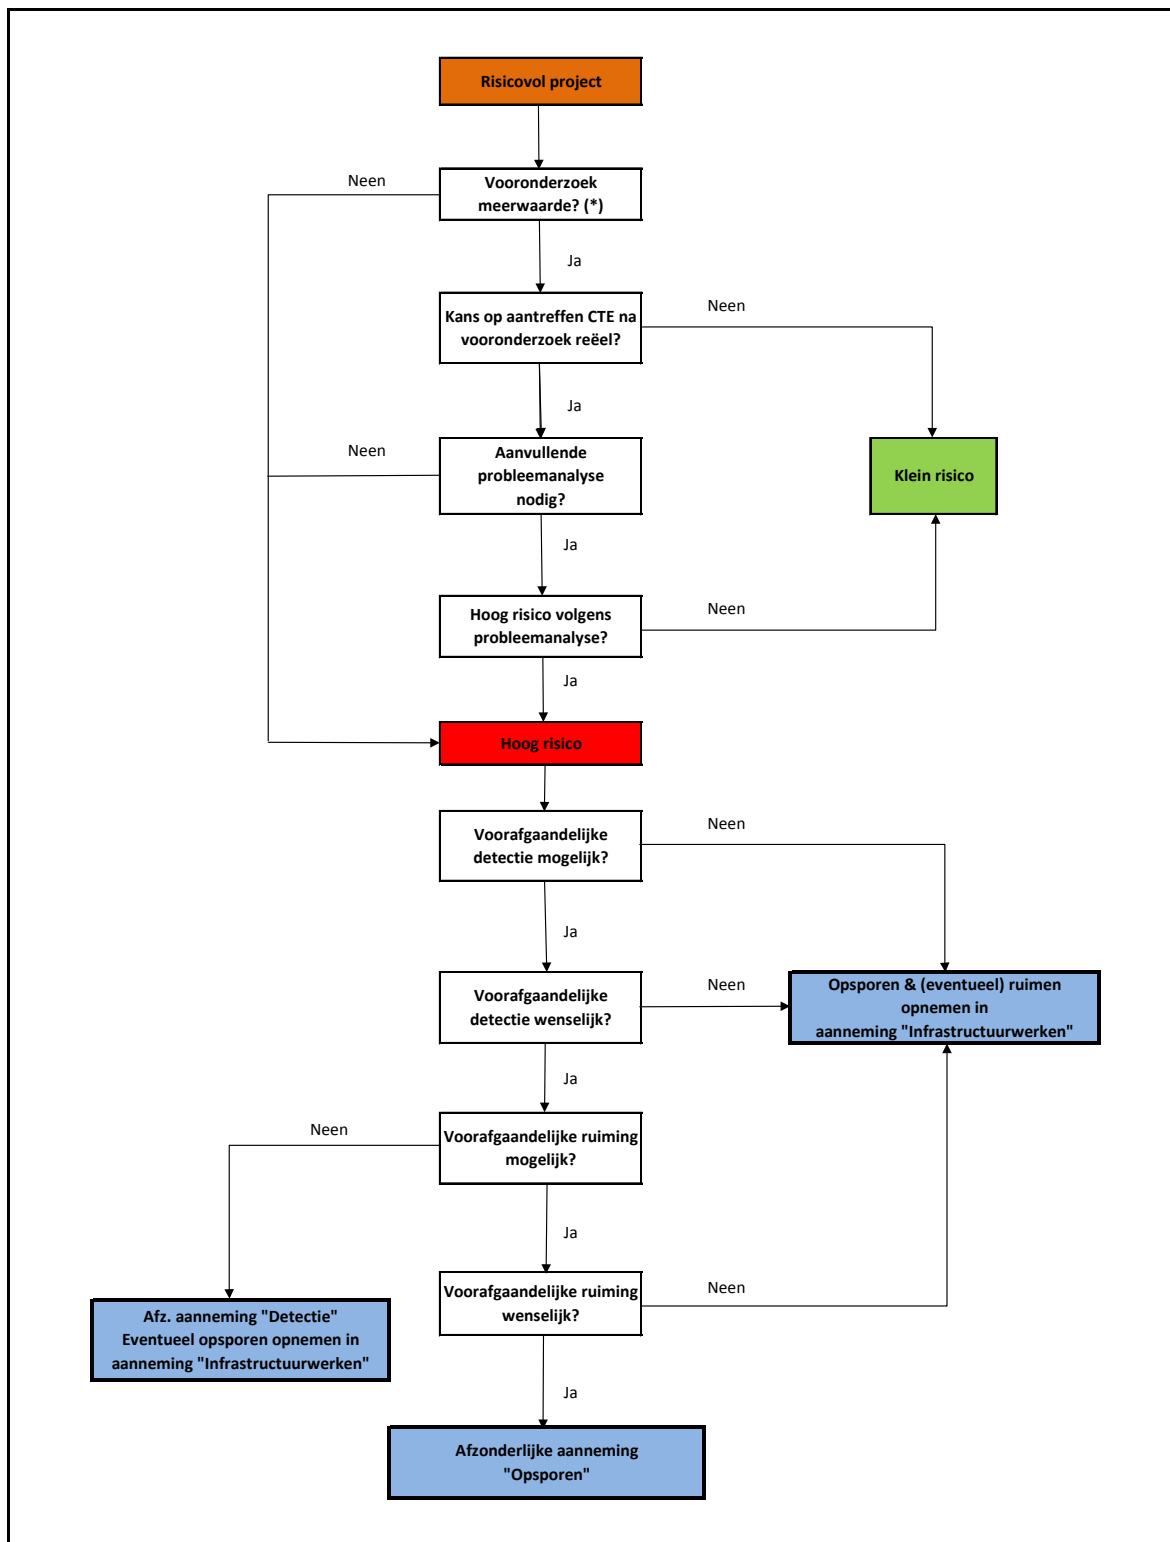 Risicovol project
Neen
Vooronderzoek
meerwaarde? (*)
Ja
Neen
Kans op aantreffen CTE na
vooronderzoek reëel?
Ja
Neen
Aanvullende
probleemanalyse
nodig?
Klein risico
Ja
Hoog risico volgens
probleemanalyse?
Neen
Ja
Hoog risico
Neen
Voorafgaandelijke
detectie mogelijk?
Ja
Voorafgaandelijke
detectie wenselijk?
Neen
Opsporen & (eventueel) ruimen
opnemen in
aanneming "Infrastructuurwerken"
Ja
Neen
Voorafgaandelijke ruiming
mogelijk?
Ja
Voorafgaandelijke ruiming
wenselijk?
Neen
Afz. aanneming "Detectie"
Eventueel opsporen opnemen in
aanneming "Infrastructuurwerken"
Ja
Afzonderlijke aanneming
"Opsporen"